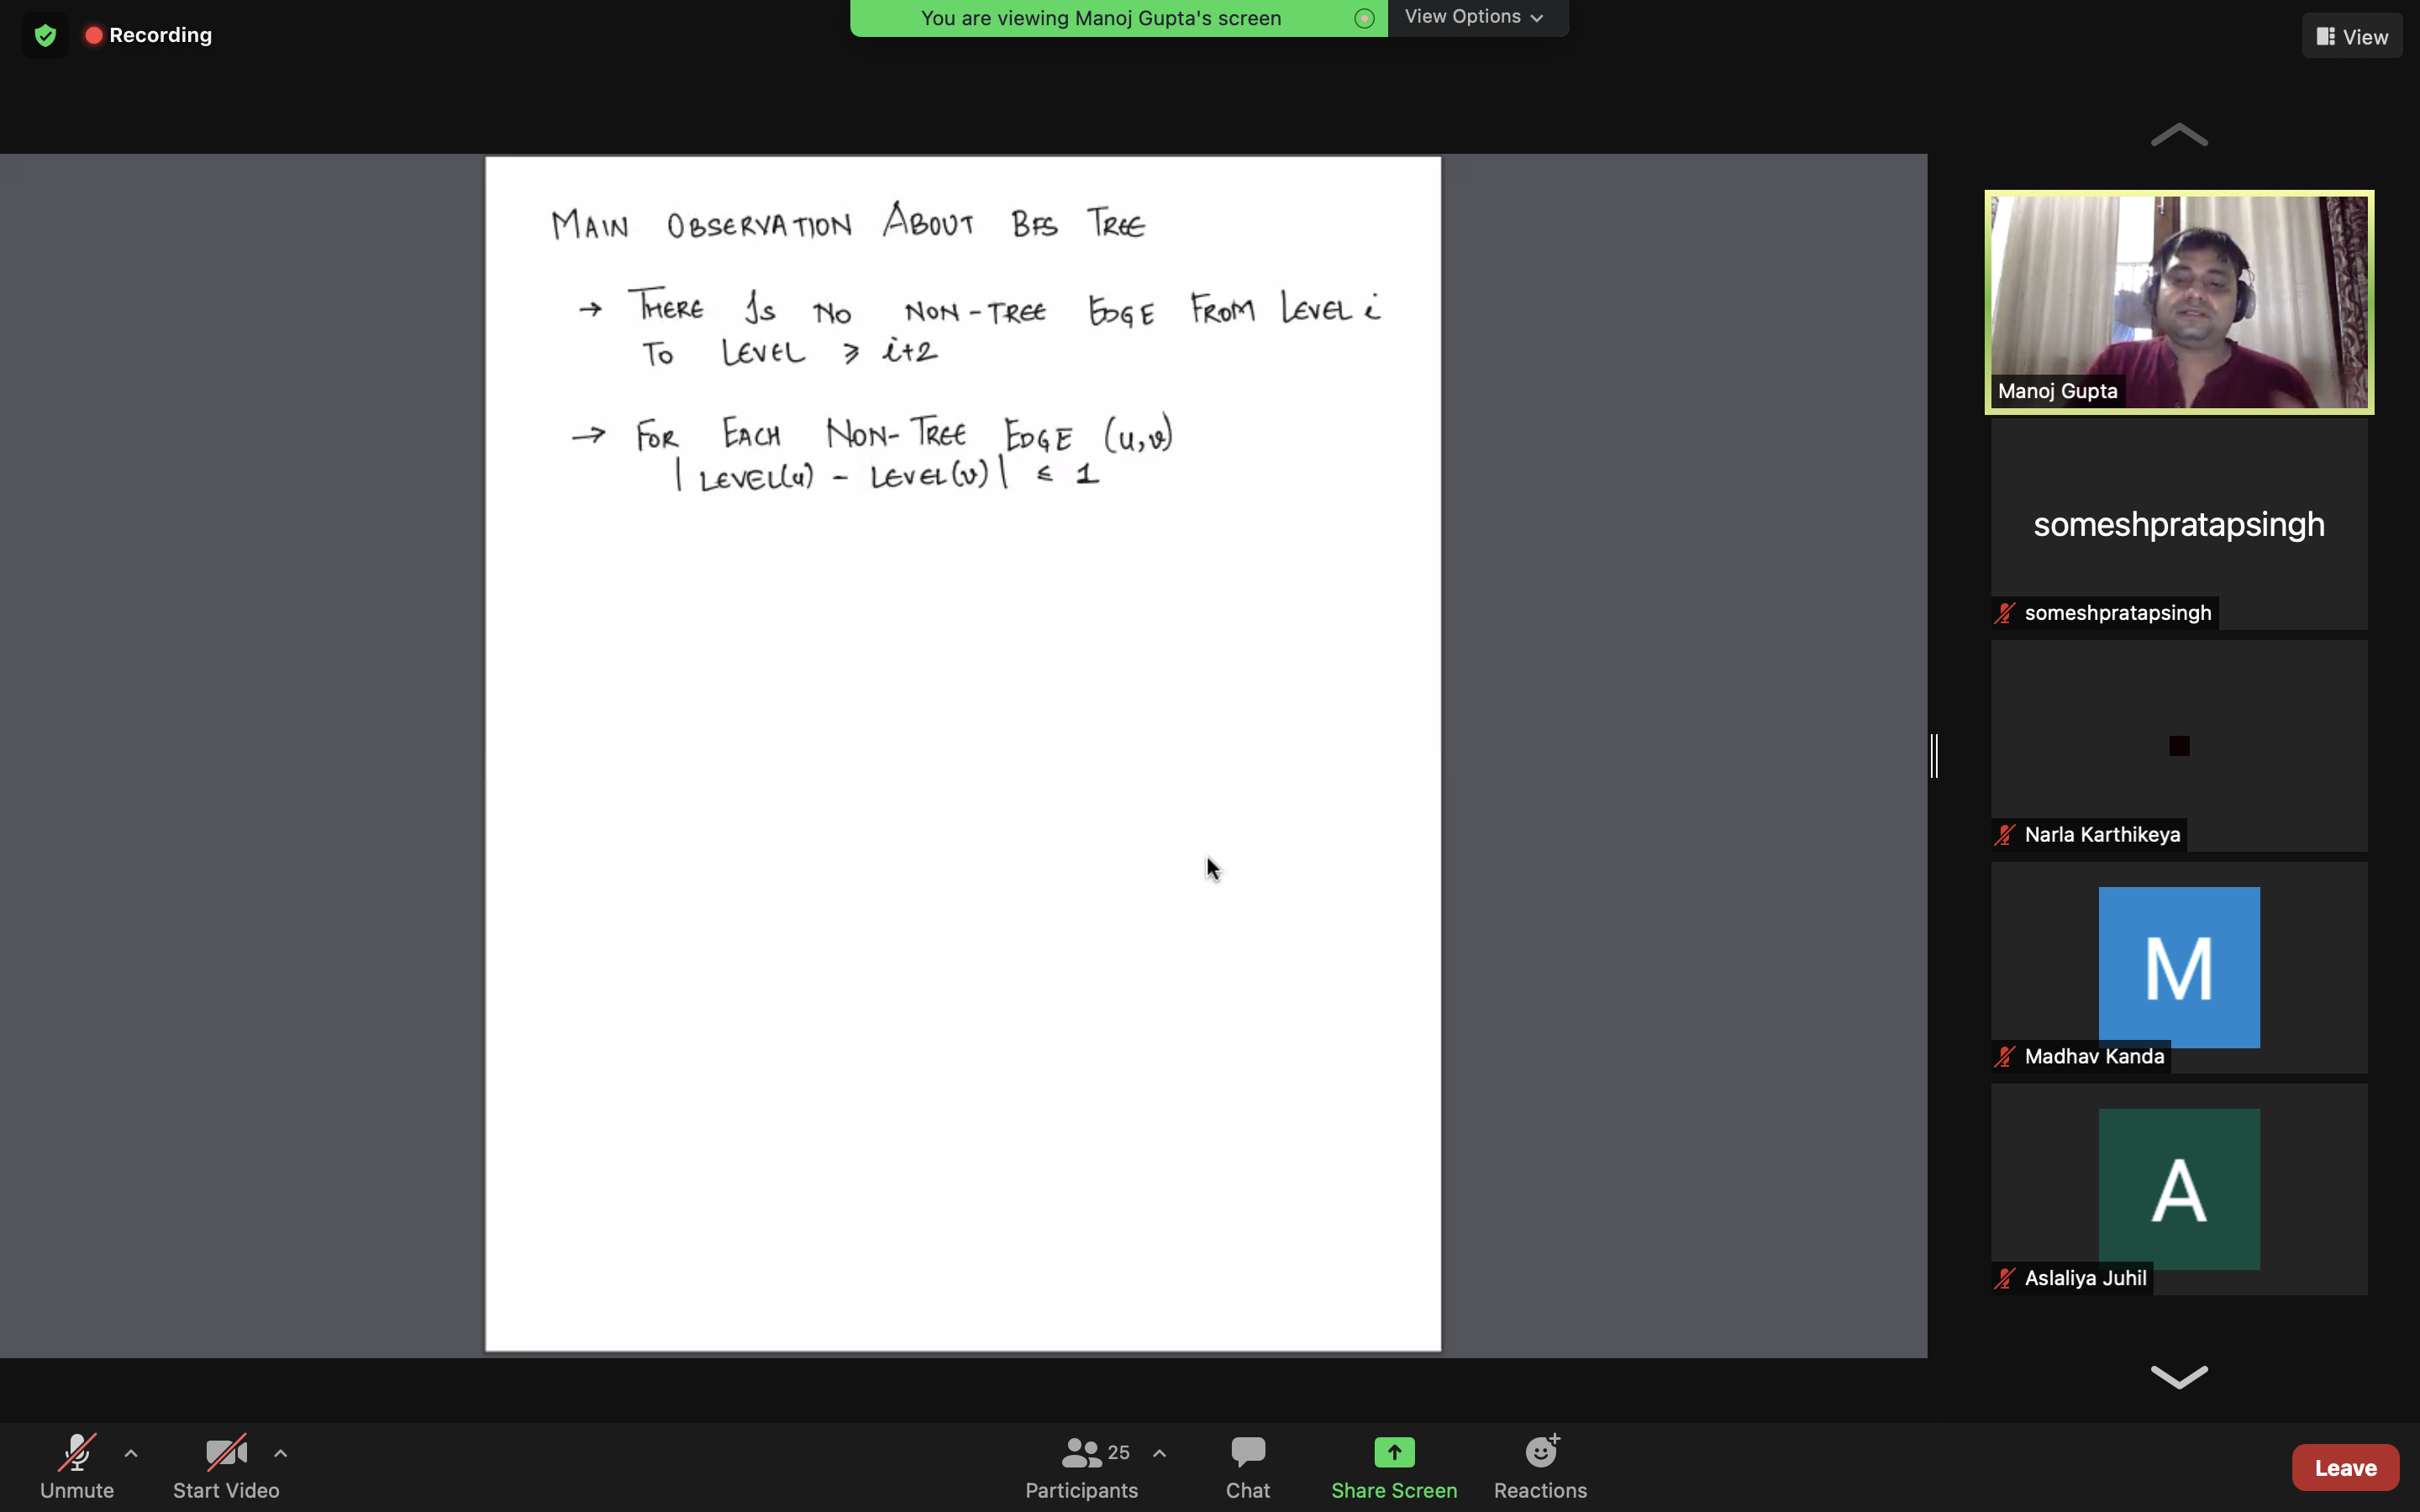 You are viewing Manoj Gupta's screen
View Options
Recording
View
MAIN OBSERVATION ABOUT BFS TREE
→ THERE IS NO NON-TREE EDGE FROM LEVEL i
TO LEVEL ≥ i+2
→ FOR EACH NON-TREE EDGE (u,v)
| LEVEL(u) - LEVEL(v) | ≤ 1
Manoj Gupta
someshpratapsingh
someshpratapsingh
Narla Karthikeya
M
Madhav Kanda
A
Aslaliya Juhil
Unmute
Start Video
25
Participants
Chat
Share Screen
Reactions
Leave